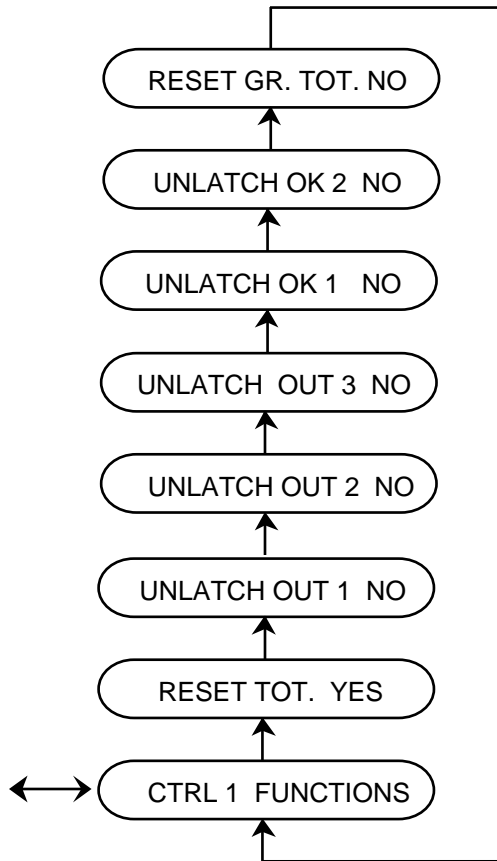 RESET GR. TOT. NO
UNLATCH OK 2 NO
UNLATCH OK 1 NO
UNLATCH OUT 3 NO
UNLATCH OUT 2 NO
UNLATCH OUT 1 NO
RESET TOT. YES
CTRL 1 FUNCTIONS